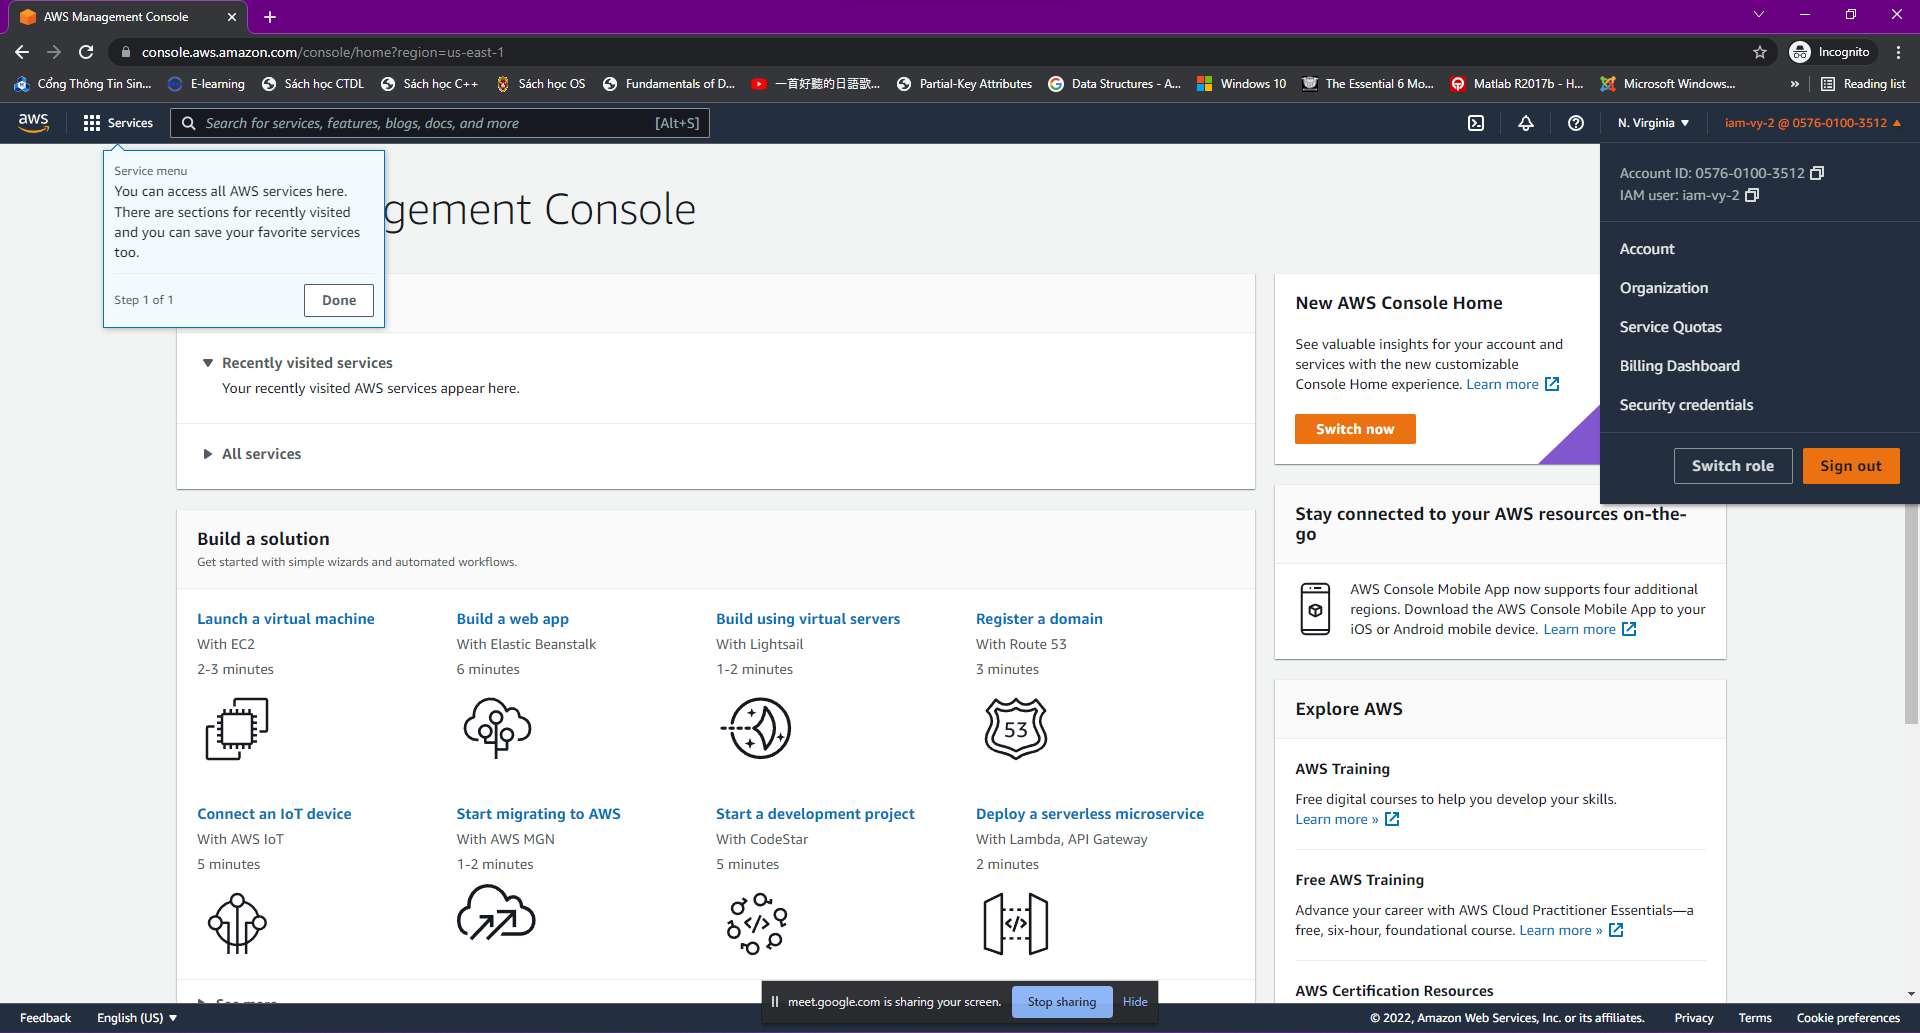 AWS Management Console
console.aws.amazon.com/console/home?region=us-east-1
Incognito
Cổng Thông Tin Sin...
E-learning
Sách học CTDL
Sách học C++
Sách học OS
Fundamentals of D...
一首好聽的日語歌...
Partial-Key Attributes
Data Structures - A...
Windows 10
The Essential 6 Mo...
Matlab R2017b - H...
Microsoft Windows...
»
Reading list
aws
Services
Search for services, features, blogs, docs, and more
[Alt+S]
N. Virginia
iam-vy-2 @ 0576-0100-3512
Service menu
You can access all AWS services here.
There are sections for recently visited
and you can save your favorite services
too.
Step 1 of 1
Done
gement Console
Account ID: 0576-0100-3512
IAM user: iam-vy-2
Account
Organization
Service Quotas
Billing Dashboard
Security credentials
Switch role
Sign out
Recently visited services
Your recently visited AWS services appear here.
All services
New AWS Console Home
See valuable insights for your account and
services with the new customizable
Console Home experience. Learn more
Switch now
Build a solution
Get started with simple wizards and automated workflows.
Launch a virtual machine
With EC2
2-3 minutes
Build a web app
With Elastic Beanstalk
6 minutes
Build using virtual servers
With Lightsail
1-2 minutes
Register a domain
With Route 53
3 minutes
53
Connect an IoT device
With AWS IoT
5 minutes
Start migrating to AWS
With AWS MGN
1-2 minutes
Start a development project
With CodeStar
5 minutes
Deploy a serverless microservice
With Lambda, API Gateway
2 minutes
See more
Stay connected to your AWS resources on-the-
go
AWS Console Mobile App now supports four additional
regions. Download the AWS Console Mobile App to your
iOS or Android mobile device. Learn more
Explore AWS
AWS Training
Free digital courses to help you develop your skills.
Learn more »
Free AWS Training
Advance your career with AWS Cloud Practitioner Essentials—a
free, six-hour, foundational course. Learn more »
AWS Certification Resources
meet.google.com is sharing your screen.
Stop sharing
Hide
Feedback
English (US)
© 2022, Amazon Web Services, Inc. or its affiliates.
Privacy
Terms
Cookie preferences